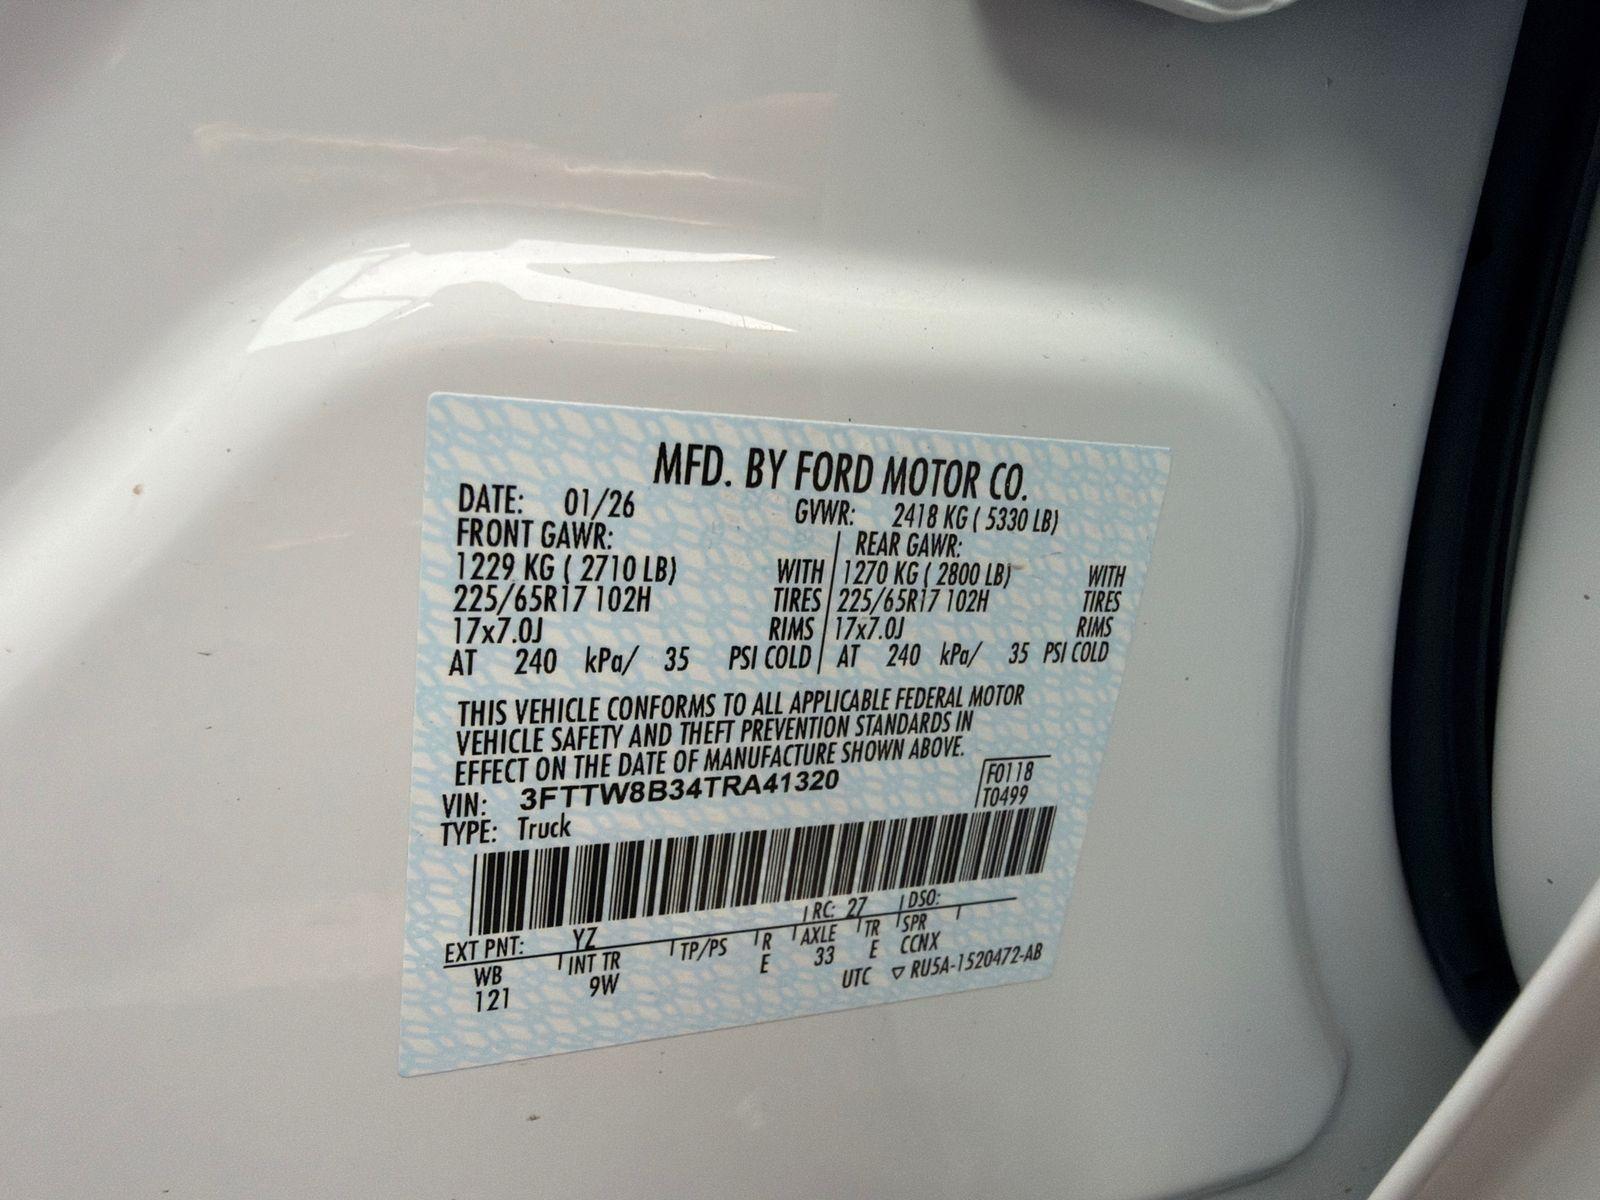 MFD. BY FORD MOTOR CO.
DATE: 01/26 GVWR: 2418 KG ( 5330 LB)
FRONT GAWR: REAR GAWR:
1229 KG ( 2710 LB) WITH 1270 KG ( 2800 LB) WITH
225/65R17 102H TIRES 225/65R17 102H TIRES
17x7.0J RIMS 17x7.0J RIMS
AT 240 kPa/ 35 PSI COLD AT 240 kPa/ 35 PSI COLD
THIS VEHICLE CONFORMS TO ALL APPLICABLE FEDERAL MOTOR
VEHICLE SAFETY AND THEFT PREVENTION STANDARDS IN
EFFECT ON THE DATE OF MANUFACTURE SHOWN ABOVE.
VIN: 3FTTW8B34TRA41320 F0118
TYPE: Truck T0499
EXT PNT: YZ RC: 27 DSO:
WB INT TR TP/PS R AXLE TR SPR
121 9W E 33 E CCNX
UTC ▽ RU5A-1520472-AB